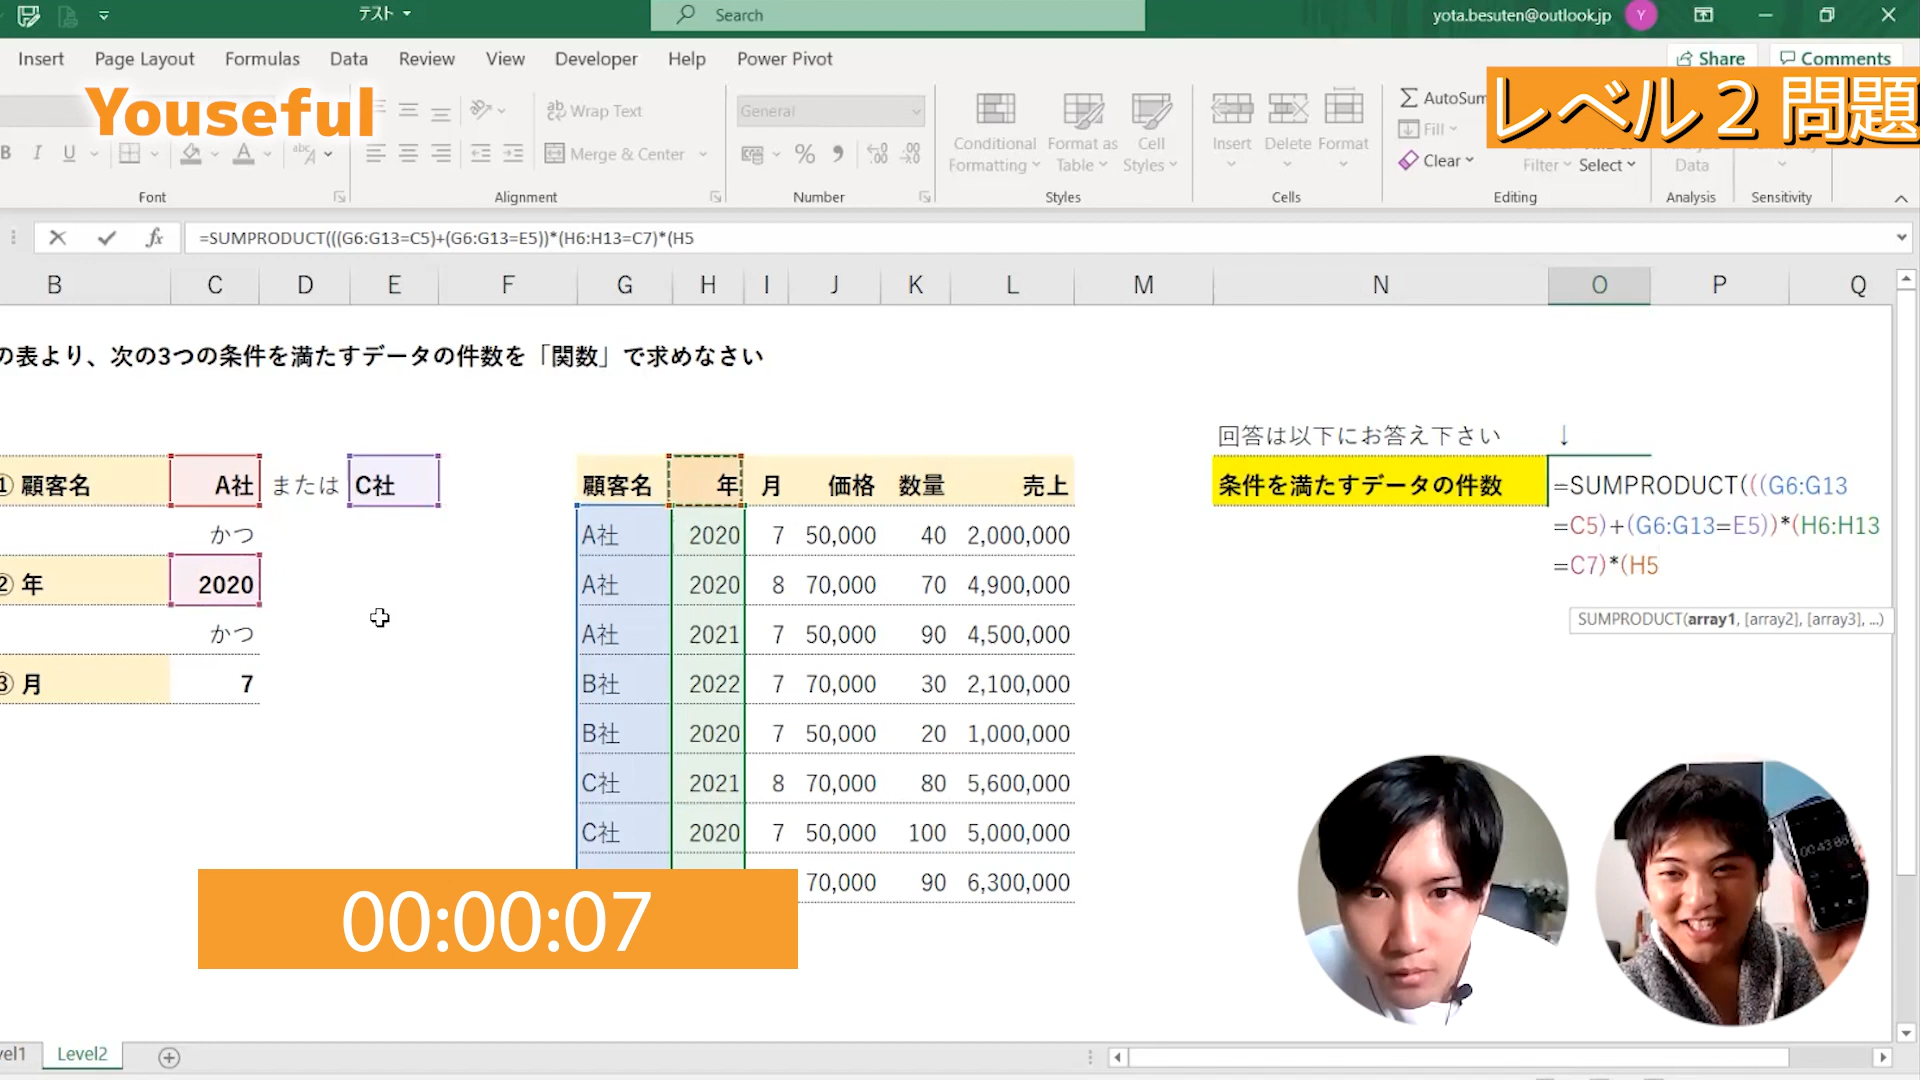 テスト
Search
yota.besuten@outlook.jp
Y
Insert Page Layout Formulas Data Review View Developer Help Power Pivot
Share
Comments
Youseful
レベル２問題
Wrap Text
General
Merge & Center
Conditional Formatting
Format as Table
Cell Styles
Insert
Delete
Format
AutoSum
Fill
Clear
Filter
Select
Data
Font
Alignment
Number
Styles
Cells
Editing
Analysis
Sensitivity
=SUMPRODUCT(((G6:G13=C5)+(G6:G13=E5))*(H6:H13=C7)*(H5
B C D E F G H I J K L M N O P Q
の表より、次の3つの条件を満たすデータの件数を「関数」で求めなさい
回答は以下にお答え下さい ↓
① 顧客名 A社 または C社
かつ
② 年 2020
かつ
③ 月 7
顧客名 年 月 価格 数量 売上
A社 2020 7 50,000 40 2,000,000
A社 2020 8 70,000 70 4,900,000
A社 2021 7 50,000 90 4,500,000
B社 2022 7 70,000 30 2,100,000
B社 2020 7 50,000 20 1,000,000
C社 2021 8 70,000 80 5,600,000
C社 2020 7 50,000 100 5,000,000
70,000 90 6,300,000
条件を満たすデータの件数
=SUMPRODUCT(((G6:G13
=C5)+(G6:G13=E5))*(H6:H13
=C7)*(H5
SUMPRODUCT(array1, [array2], [array3], ...)
00:00:07
vel1
Level2